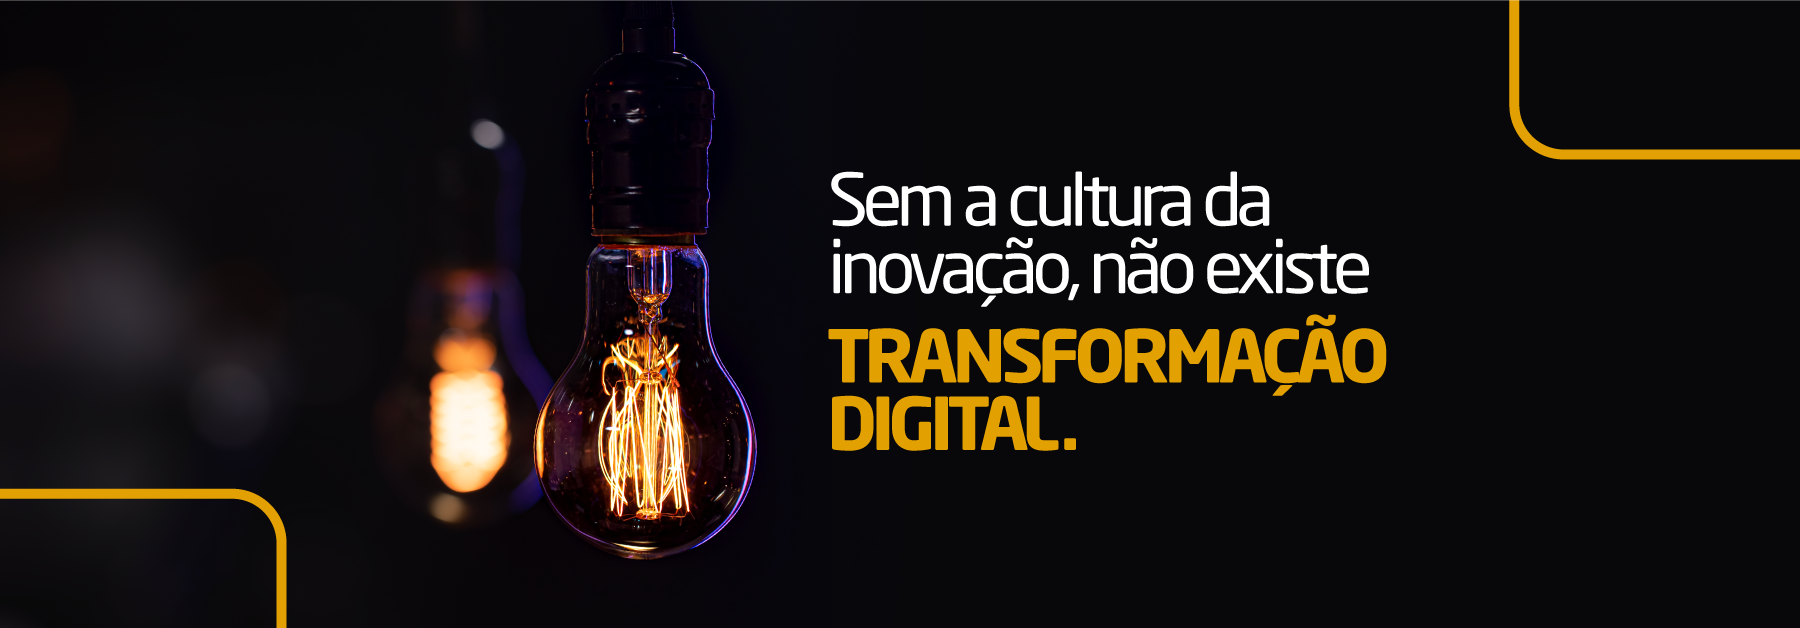 Sem a cultura da
inovação, não existe
TRANSFORMAÇÃO
DIGITAL.